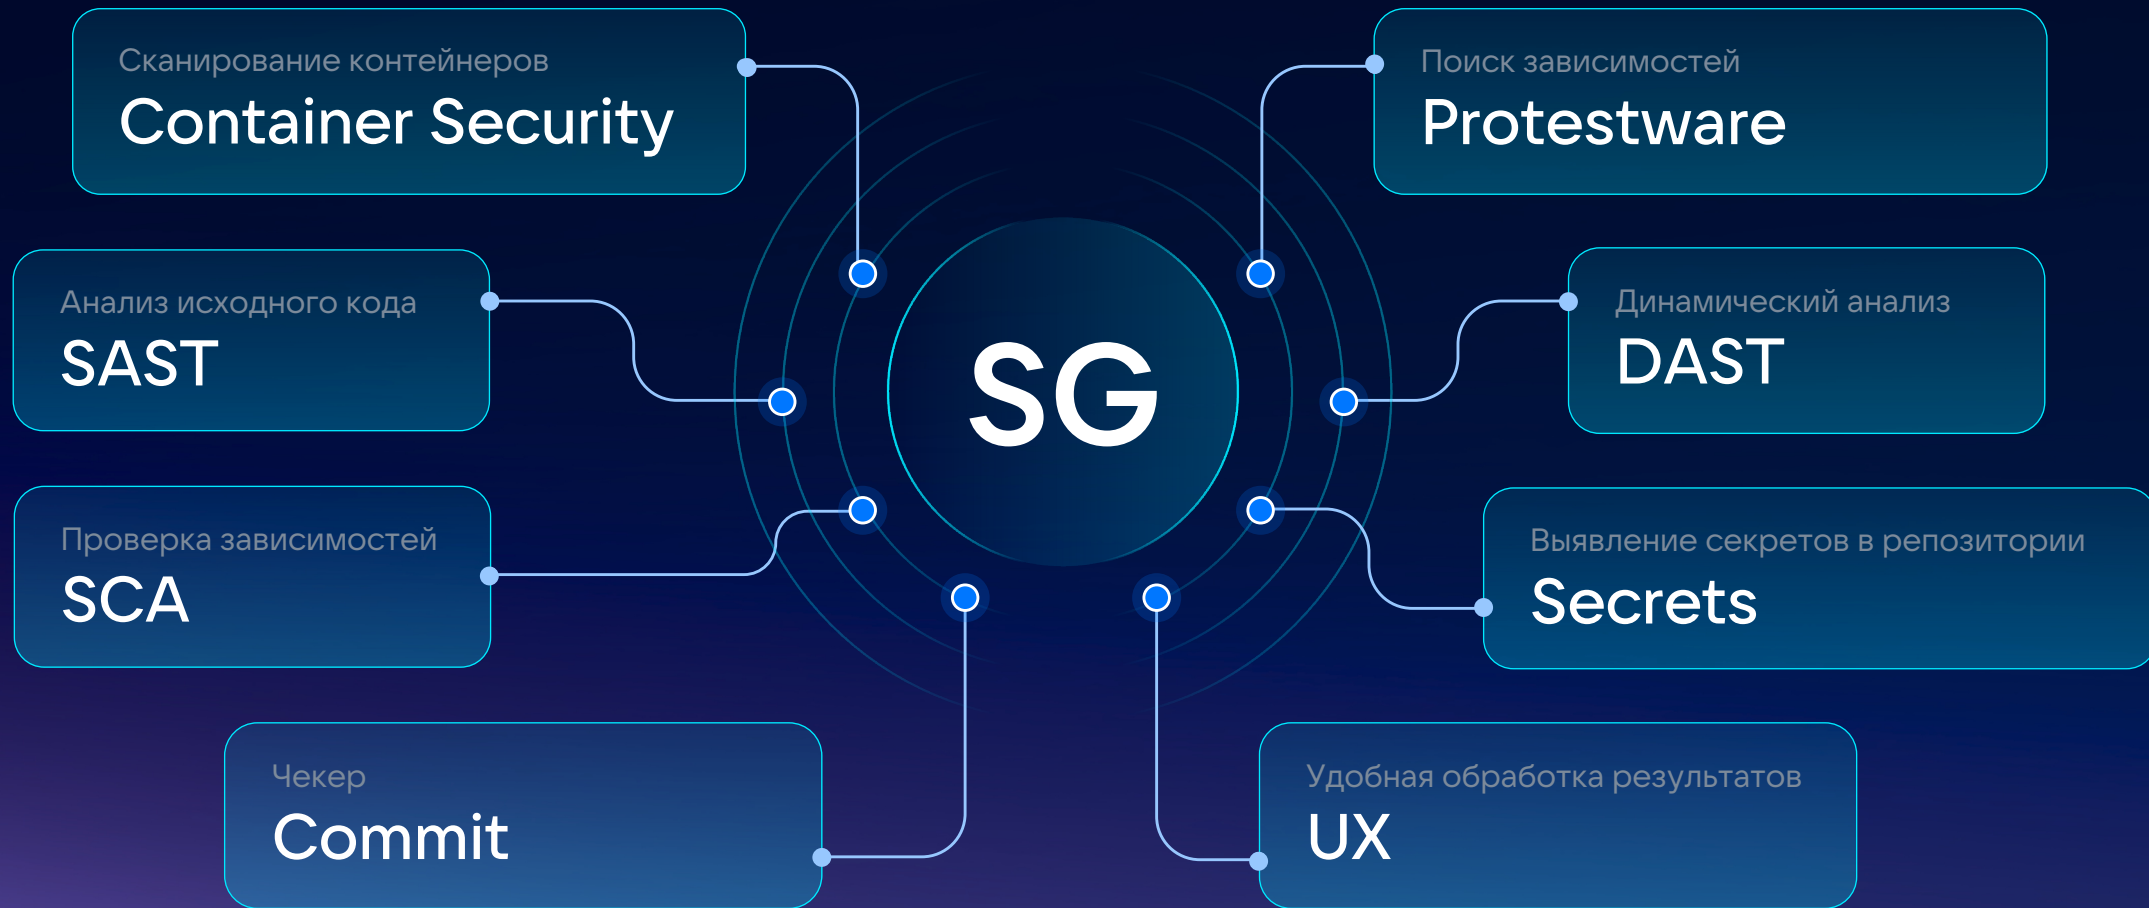 Сканирование контейнеров
Container Security
Поиск зависимостей
Protestware
Анализ исходного кода
SAST
SG
Динамический анализ
DAST
Проверка зависимостей
SCA
Выявление секретов в репозитории
Secrets
Чекер
Commit
Удобная обработка результатов
UX